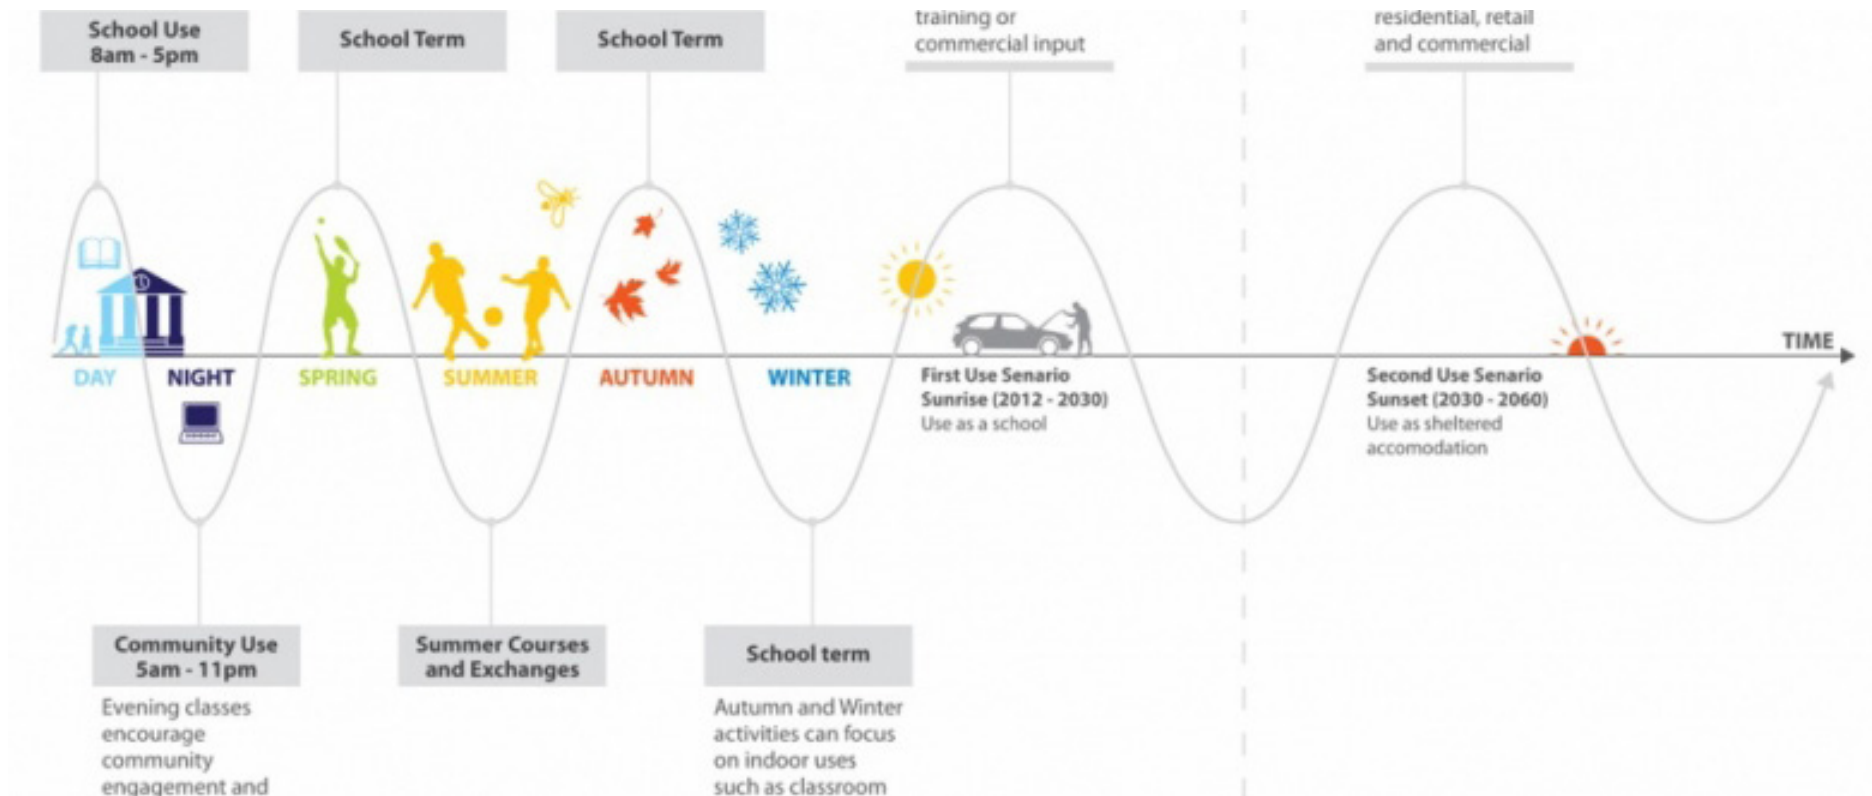 School Use
8am - 5pm
School Term
School Term
training or
commercial input
residential, retail
and commercial
TIME
DAY
NIGHT
SPRING
SUMMER
AUTUMN
WINTER
First Use Senario
Sunrise (2012 - 2030)
Use as a school
Second Use Senario
Sunset (2030 - 2060)
Use as sheltered
accomodation
Community Use
5am - 11pm
Evening classes
encourage
community
engagement and
Summer Courses
and Exchanges
School term
Autumn and Winter
activities can focus
on indoor uses
such as classroom